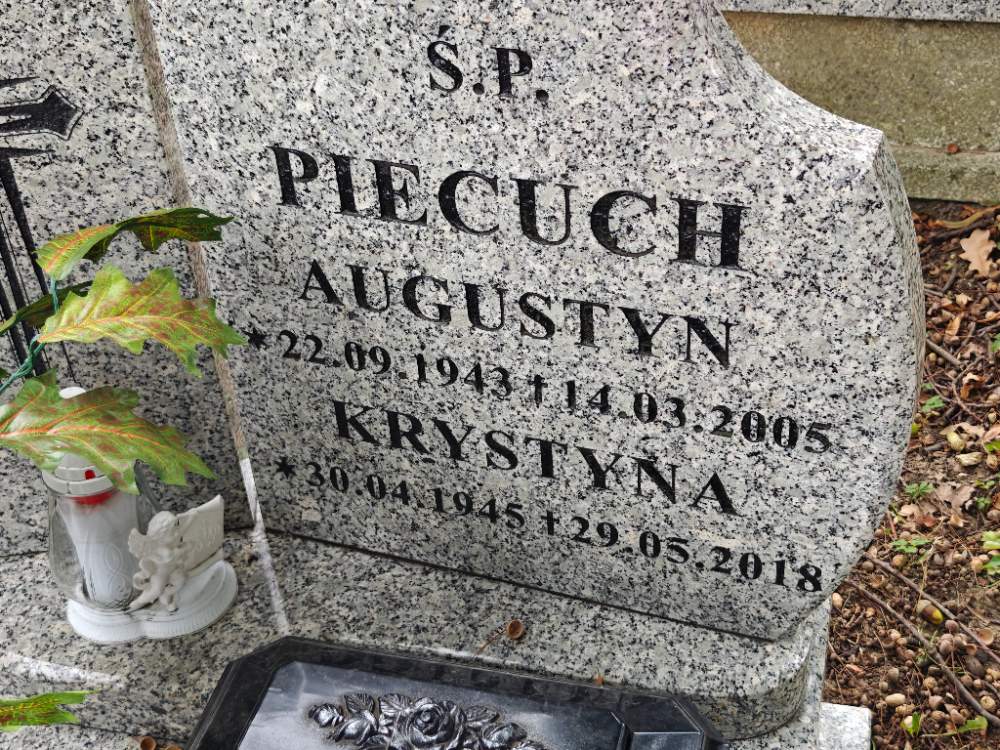 Ś.P.
PIECUCH
AUGUSTYN
* 22.09.1943 † 14.03.2005
KRYSTYNA
* 30.04.1945 † 29.05.2018